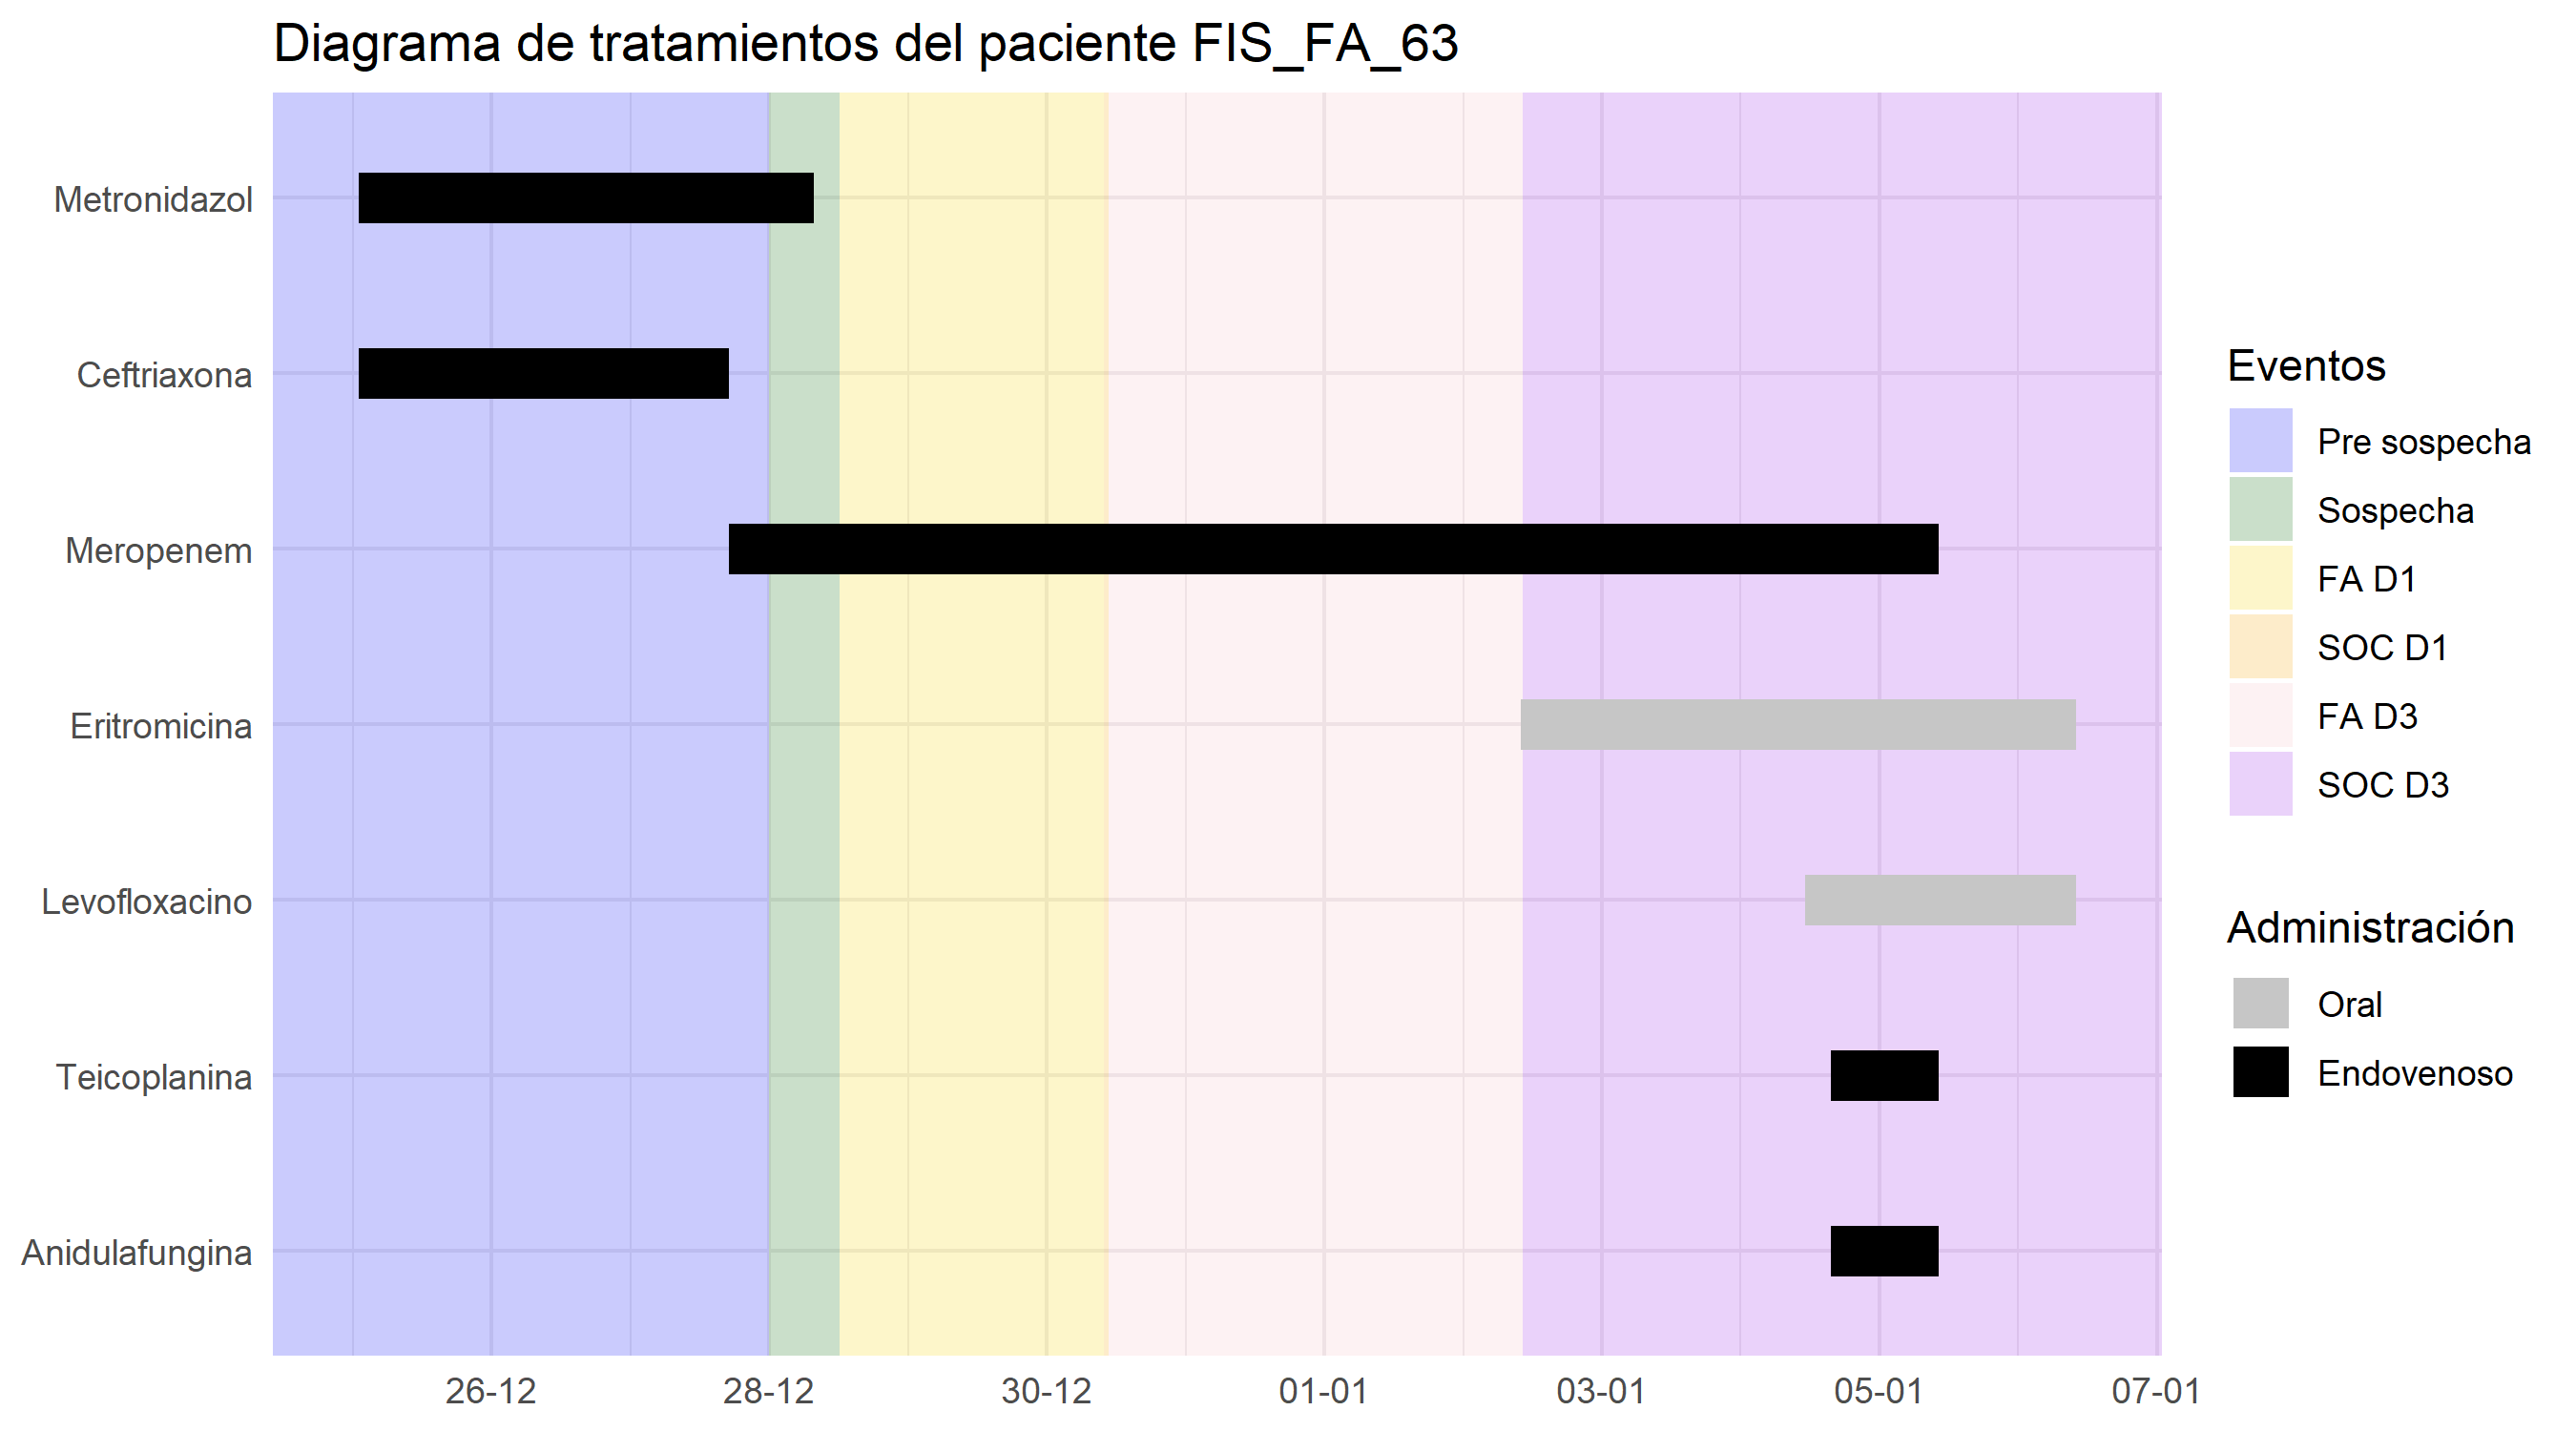 Diagrama de tratamientos del paciente FIS_FA_63
Metronidazol
Ceftriaxona
Meropenem
Eritromicina
Levofloxacino
Teicoplanina
Anidulafungina
26-12
28-12
30-12
01-01
03-01
05-01
07-01
Eventos
Pre sospecha
Sospecha
FA D1
SOC D1
FA D3
SOC D3
Administración
Oral
Endovenoso